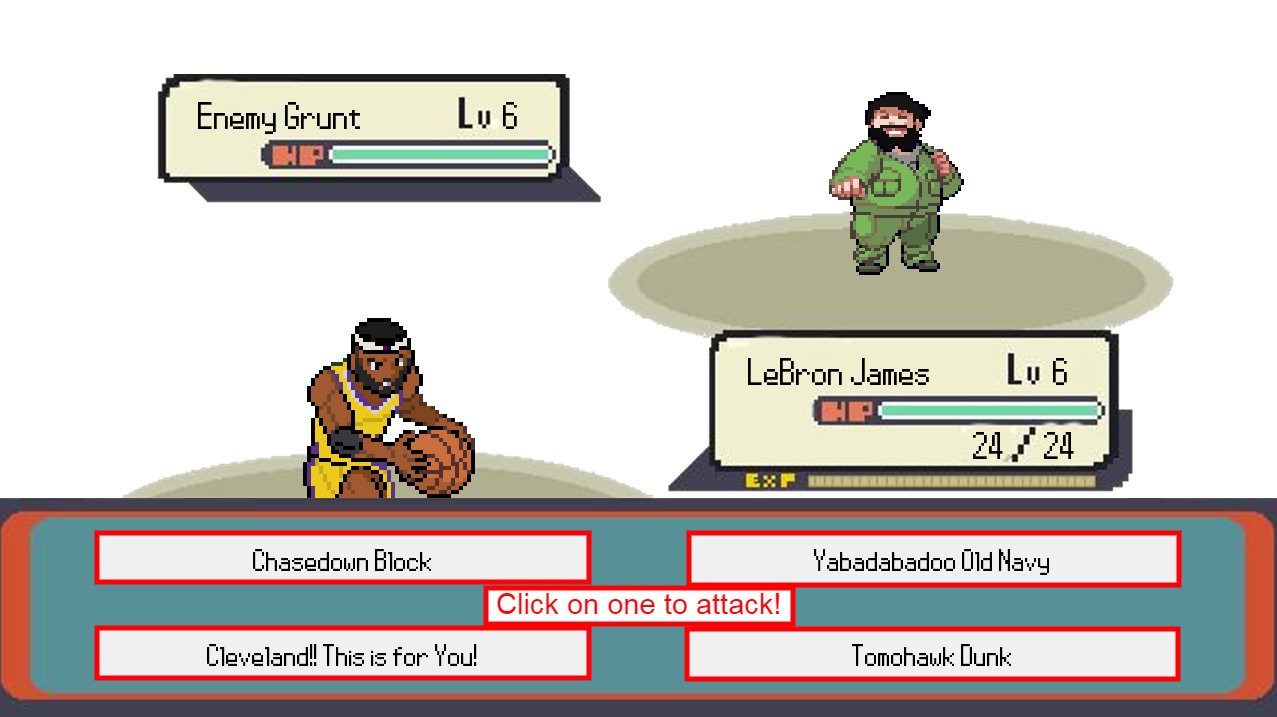 Enemy Grunt Lv 6
HP
LeBron James Lv 6
HP
24/24
EXP
Chasedown Block
Yabadabadoo Old Navy
Click on one to attack!
Cleveland!! This is for You!
Tomohawk Dunk